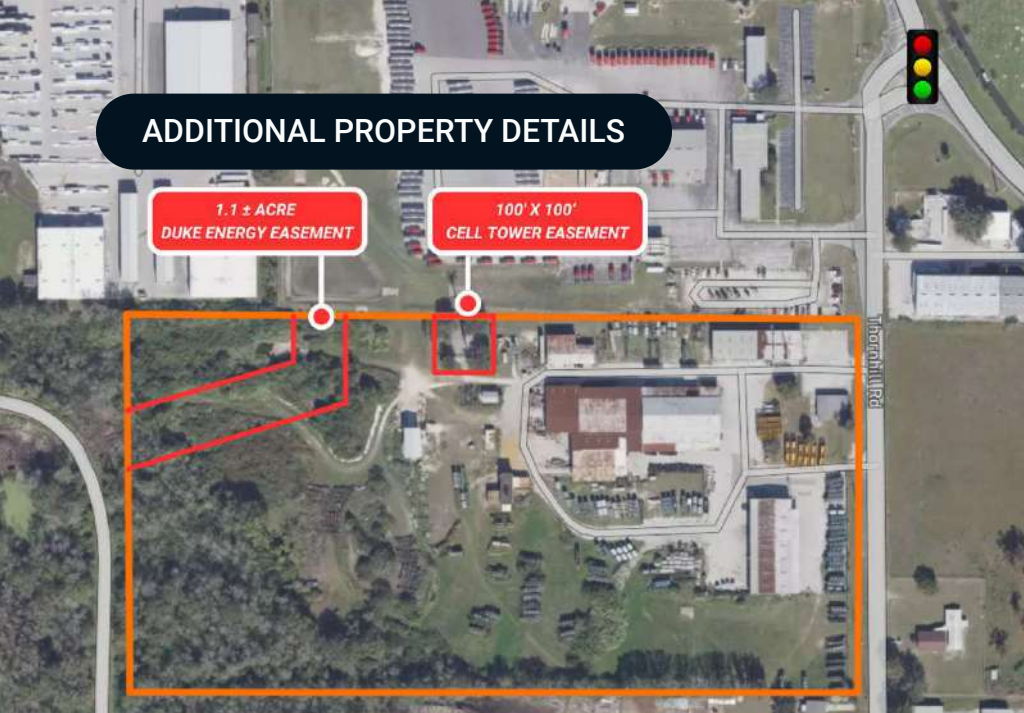 ADDITIONAL PROPERTY DETAILS
1.1 ± ACRE
DUKE ENERGY EASEMENT
100' X 100'
CELL TOWER EASEMENT
Thornhill Rd